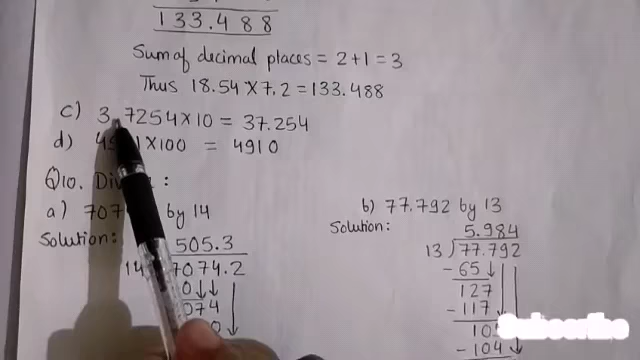 133.488
Sum of decimal places = 2+1 = 3
Thus 18.54 × 7.2 = 133.488
c) 3.7254 × 10 = 37.254
d) × 100 = 4910
Q10. :
a) by 14
Solution:
505.3
14 7074.2
074
b) 77.792 by 13
Solution:
5.984
13)77.792
- 65
127
- 117
10
- 104
Subscribe